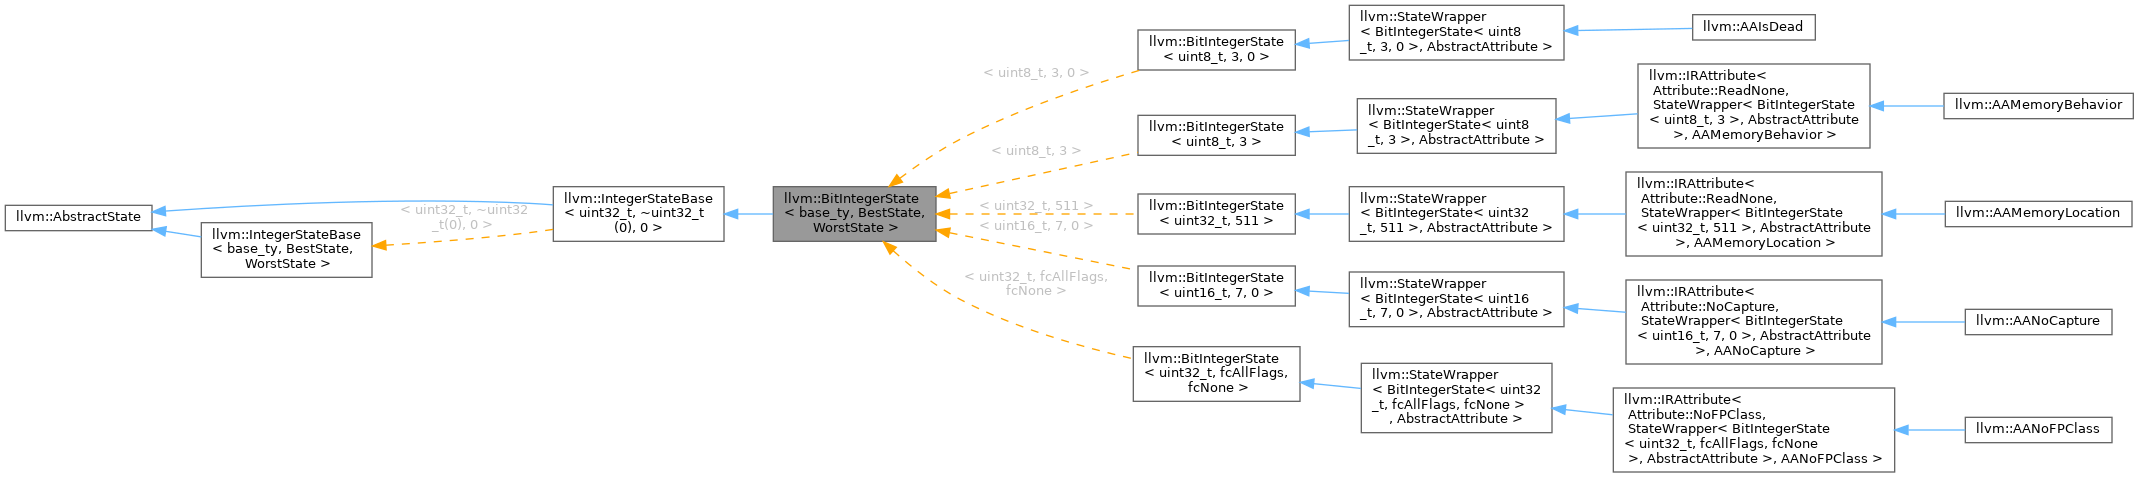 llvm::AbstractState
llvm::IntegerStateBase
< base_ty, BestState,
WorstState >
< uint32_t, ~uint32
_t(0), 0 >
llvm::IntegerStateBase
< uint32_t, ~uint32_t
(0), 0 >
llvm::BitIntegerState
< base_ty, BestState,
WorstState >
< uint8_t, 3, 0 >
< uint8_t, 3 >
< uint32_t, 511 >
< uint16_t, 7, 0 >
< uint32_t, fcAllFlags,
fcNone >
llvm::BitIntegerState
< uint8_t, 3, 0 >
llvm::StateWrapper
< BitIntegerState< uint8
_t, 3, 0 >, AbstractAttribute >
llvm::AAIsDead
llvm::BitIntegerState
< uint8_t, 3 >
llvm::StateWrapper
< BitIntegerState< uint8
_t, 3 >, AbstractAttribute >
llvm::IRAttribute<
Attribute::ReadNone,
StateWrapper< BitIntegerState
< uint8_t, 3 >, AbstractAttribute
>, AAMemoryBehavior >
llvm::AAMemoryBehavior
llvm::BitIntegerState
< uint32_t, 511 >
llvm::StateWrapper
< BitIntegerState< uint32
_t, 511 >, AbstractAttribute >
llvm::IRAttribute<
Attribute::ReadNone,
StateWrapper< BitIntegerState
< uint32_t, 511 >, AbstractAttribute
>, AAMemoryLocation >
llvm::AAMemoryLocation
llvm::BitIntegerState
< uint16_t, 7, 0 >
llvm::StateWrapper
< BitIntegerState< uint16
_t, 7, 0 >, AbstractAttribute >
llvm::IRAttribute<
Attribute::NoCapture,
StateWrapper< BitIntegerState
< uint16_t, 7, 0 >, AbstractAttribute
>, AANoCapture >
llvm::AANoCapture
llvm::BitIntegerState
< uint32_t, fcAllFlags,
fcNone >
llvm::StateWrapper
< BitIntegerState< uint32
_t, fcAllFlags, fcNone >
, AbstractAttribute >
llvm::IRAttribute<
Attribute::NoFPClass,
StateWrapper< BitIntegerState
< uint32_t, fcAllFlags, fcNone
>, AbstractAttribute >, AANoFPClass >
llvm::AANoFPClass